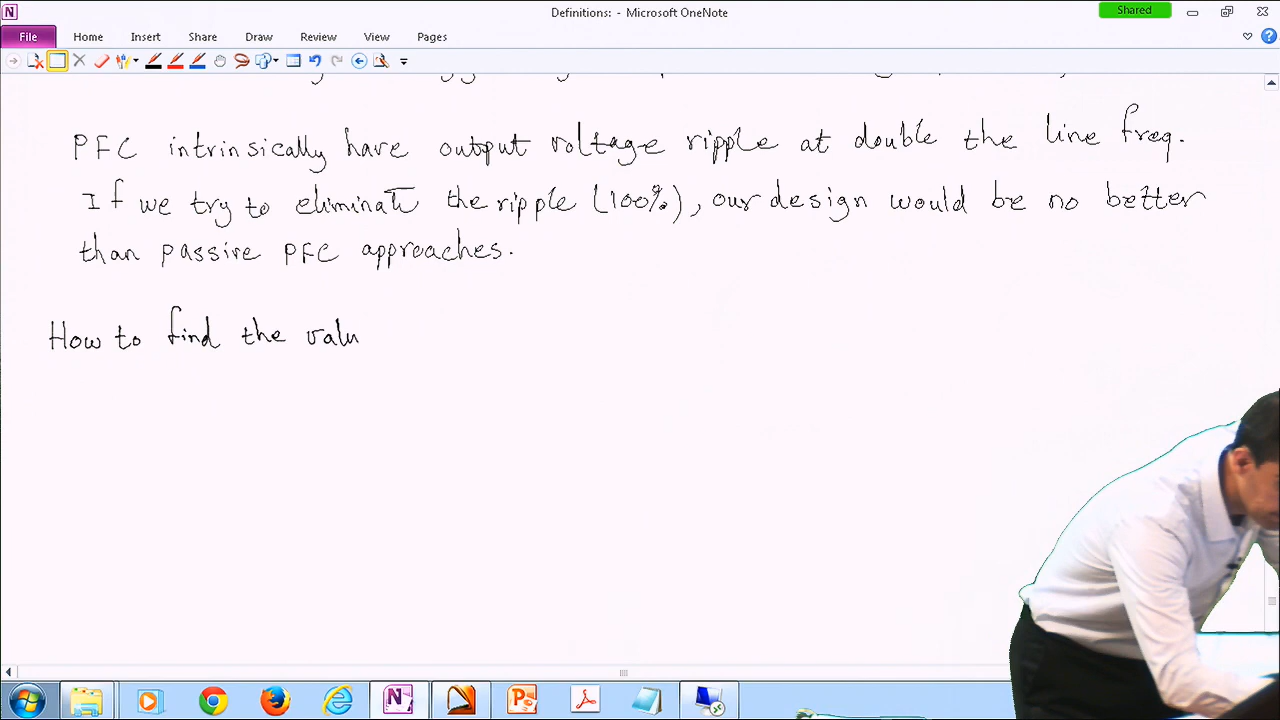 Definitions: - Microsoft OneNote
Shared
File Home Insert Share Draw Review View Pages
PFC intrinsically have output voltage ripple at double the line freq.
If we try to eliminate the ripple (100%), our design would be no better
than passive PFC approaches.
How to find the valu